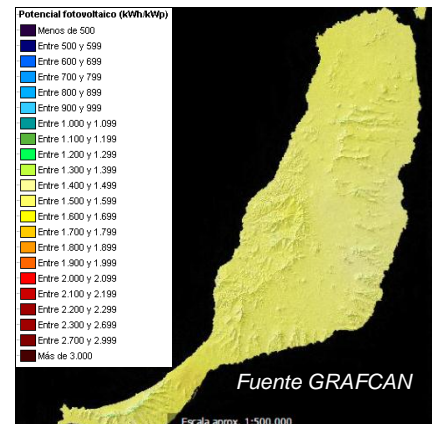 Potencial fotovoltaico (kWh/kWp)
Menos de 500
Entre 500 y 599
Entre 600 y 699
Entre 700 y 799
Entre 800 y 899
Entre 900 y 999
Entre 1.000 y 1.099
Entre 1.100 y 1.199
Entre 1.200 y 1.299
Entre 1.300 y 1.399
Entre 1.400 y 1.499
Entre 1.500 y 1.599
Entre 1.600 y 1.699
Entre 1.700 y 1.799
Entre 1.800 y 1.899
Entre 1.900 y 1.999
Entre 2.000 y 2.099
Entre 2.100 y 2.199
Entre 2.200 y 2.299
Entre 2.300 y 2.699
Entre 2.700 y 2.999
Más de 3.000
Fuente GRAFCAN
Escala aprox. 1:500.000